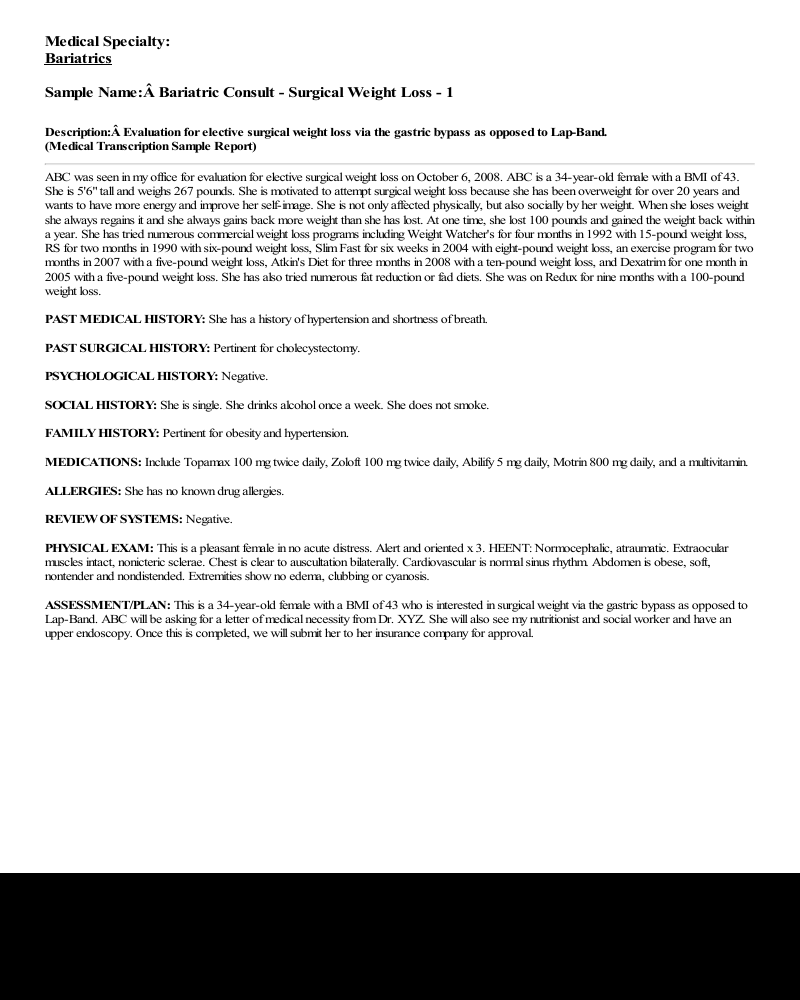 Medical Specialty:
Bariatrics
Sample Name:Â Bariatric Consult - Surgical Weight Loss - 1
Description:Â Evaluation for elective surgical weight loss via the gastric bypass as opposed to Lap-Band.
(Medical Transcription Sample Report)
ABC was seen in my office for evaluation for elective surgical weight loss on October 6, 2008. ABC is a 34-year-old female with a BMI of 43.
She is 5'6" tall and weighs 267 pounds. She is motivated to attempt surgical weight loss because she has been overweight for over 20 years and
wants to have more energy and improve her self-image. She is not only affected physically, but also socially by her weight. When she loses weight
she always regains it and she always gains back more weight than she has lost. At one time, she lost 100 pounds and gained the weight back within
a year. She has tried numerous commercial weight loss programs including Weight Watcher's for four months in 1992 with 15-pound weight loss,
RS for two months in 1990 with six-pound weight loss, Slim Fast for six weeks in 2004 with eight-pound weight loss, an exercise program for two
months in 2007 with a five-pound weight loss, Atkin's Diet for three months in 2008 with a ten-pound weight loss, and Dexatrim for one month in
2005 with a five-pound weight loss. She has also tried numerous fat reduction or fad diets. She was on Redux for nine months with a 100-pound
weight loss.
PAST MEDICAL HISTORY: She has a history of hypertension and shortness of breath.
PAST SURGICAL HISTORY: Pertinent for cholecystectomy.
PSYCHOLOGICAL HISTORY: Negative.
SOCIAL HISTORY: She is single. She drinks alcohol once a week. She does not smoke.
FAMILY HISTORY: Pertinent for obesity and hypertension.
MEDICATIONS: Include Topamax 100 mg twice daily, Zoloft 100 mg twice daily, Abilify 5 mg daily, Motrin 800 mg daily, and a multivitamin.
ALLERGIES: She has no known drug allergies.
REVIEW OF SYSTEMS: Negative.
PHYSICAL EXAM: This is a pleasant female in no acute distress. Alert and oriented x 3. HEENT: Normocephalic, atraumatic. Extraocular
muscles intact, nonicteric sclerae. Chest is clear to auscultation bilaterally. Cardiovascular is normal sinus rhythm. Abdomen is obese, soft,
nontender and nondistended. Extremities show no edema, clubbing or cyanosis.
ASSESSMENT/PLAN: This is a 34-year-old female with a BMI of 43 who is interested in surgical weight via the gastric bypass as opposed to
Lap-Band. ABC will be asking for a letter of medical necessity from Dr. XYZ. She will also see my nutritionist and social worker and have an
upper endoscopy. Once this is completed, we will submit her to her insurance company for approval.